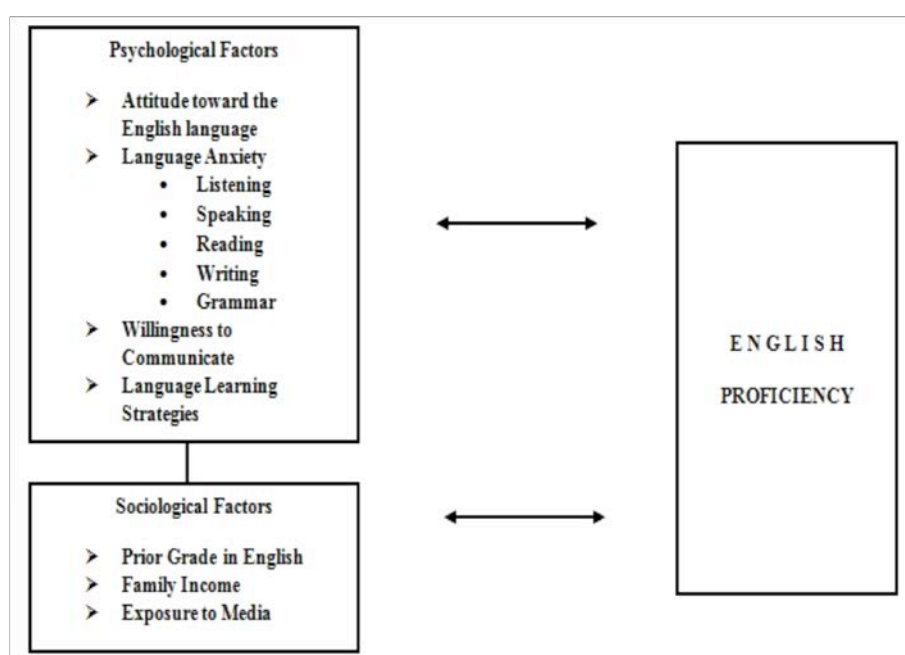 Psychological Factors
➤ Attitude toward the
English language
➤ Language Anxiety
• Listening
• Speaking
• Reading
• Writing
• Grammar
➤ Willingness to
Communicate
➤ Language Learning
Strategies
Sociological Factors
➤ Prior Grade in English
➤ Family Income
➤ Exposure to Media
E N G L I S H
PROFICIENCY